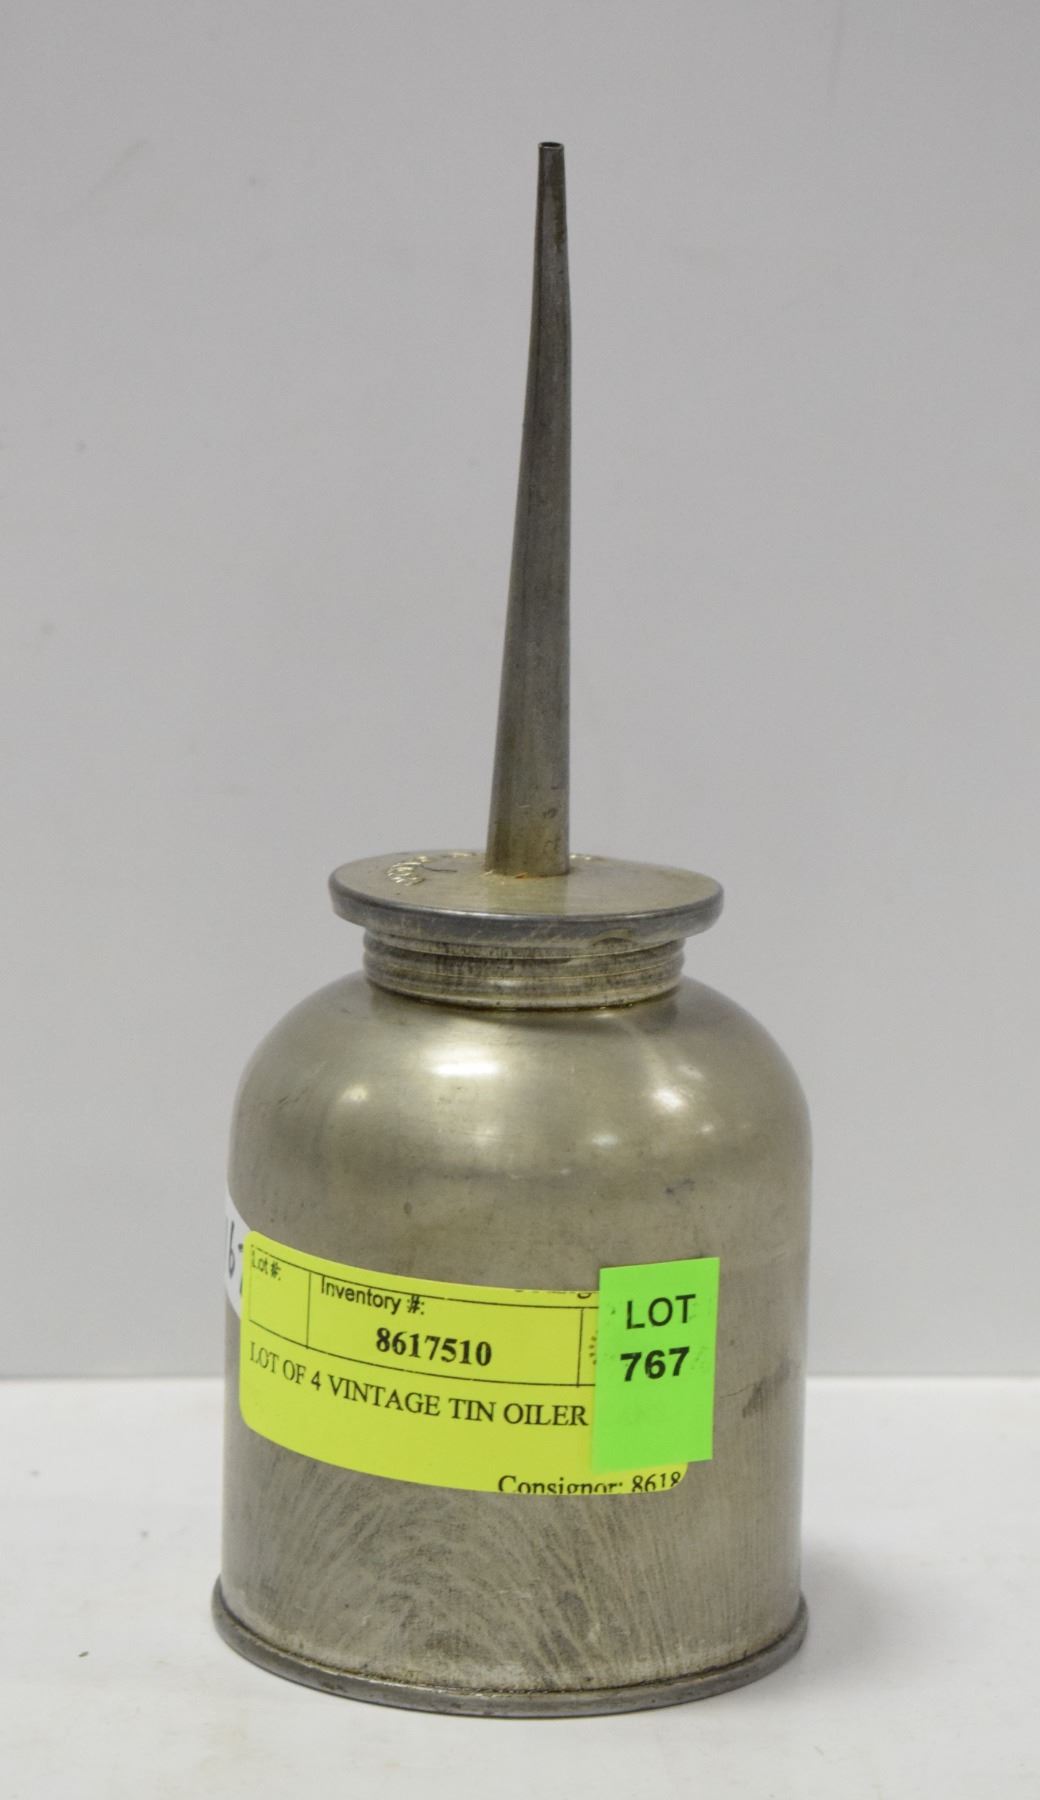 Lot #:
Inventory #:
8617510
LOT OF 4 VINTAGE TIN OILER
Consignor: 8618
LOT
767